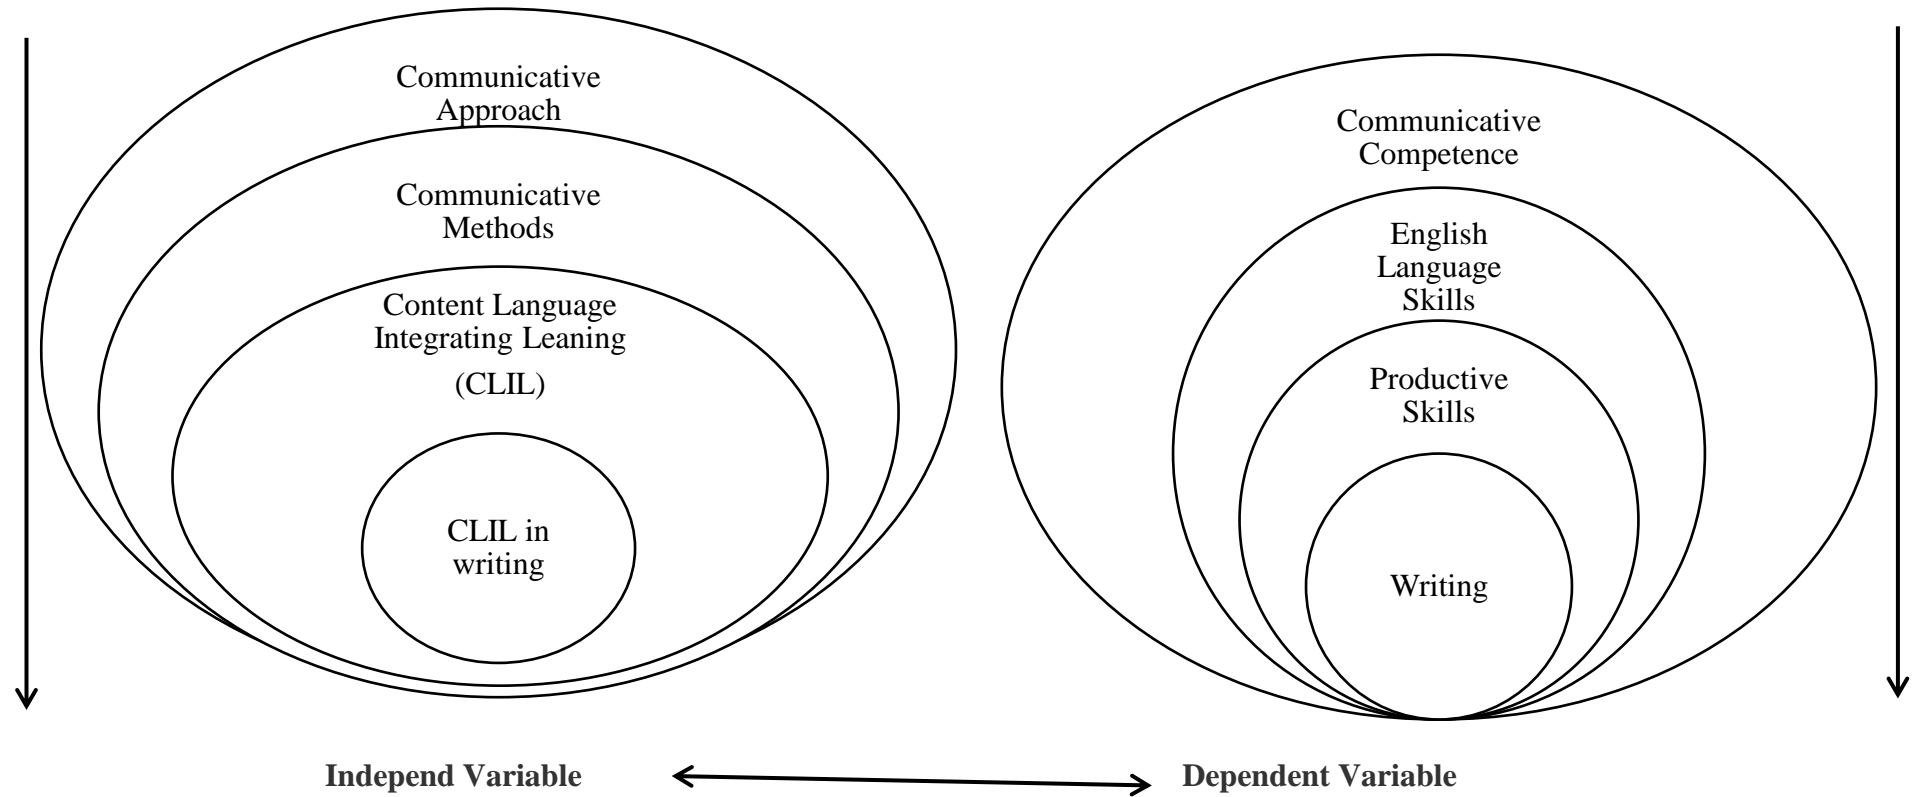 Communicative
Approach
Communicative
Methods
Content Language
Integrating Leaning
(CLIL)
CLIL in
writing
Communicative
Competence
English
Language
Skills
Productive
Skills
Writing
Independ Variable
Dependent Variable